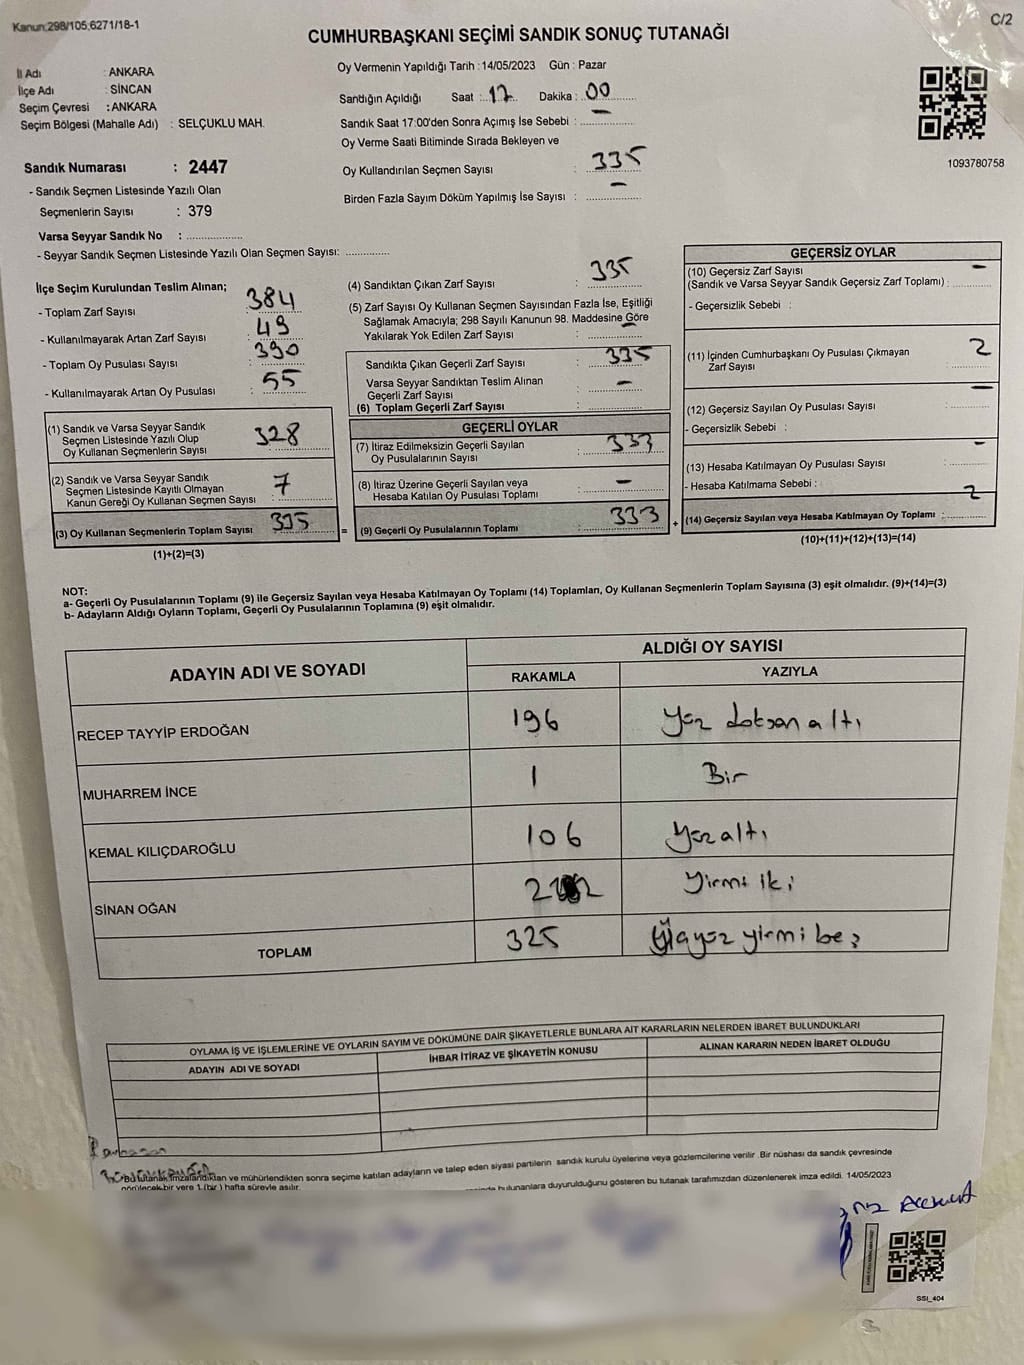 Kanun:298/105;6271/18-1
C/2
CUMHURBAŞKANI SEÇİMİ SANDIK SONUÇ TUTANAĞI
İl Adı : ANKARA
İlçe Adı : SİNCAN
Seçim Çevresi : ANKARA
Seçim Bölgesi (Mahalle Adı) : SELÇUKLU MAH.
Oy Vermenin Yapıldığı Tarih :14/05/2023 Gün : Pazar
Sandığın Açıldığı Saat :..17.. Dakika :..00..........
Sandık Saat 17:00'den Sonra Açımış İse Sebebi : –
Oy Verme Saati Bitiminde Sırada Bekleyen ve
Oy Kullandırılan Seçmen Sayısı : 335
Birden Fazla Sayım Döküm Yapılmış İse Sayısı : –
1093780758
Sandık Numarası : 2447
- Sandık Seçmen Listesinde Yazılı Olan
Seçmenlerin Sayısı : 379
Varsa Seyyar Sandık No : ..................
- Seyyar Sandık Seçmen Listesinde Yazılı Olan Seçmen Sayısı: ..............
İlçe Seçim Kurulundan Teslim Alınan;
- Toplam Zarf Sayısı : 384
- Kullanılmayarak Artan Zarf Sayısı : 49
- Toplam Oy Pusulası Sayısı : 390
- Kullanılmayarak Artan Oy Pusulası : 55
(1) Sandık ve Varsa Seyyar Sandık
Seçmen Listesinde Yazılı Olup
Oy Kullanan Seçmenlerin Sayısı : 328
(2) Sandık ve Varsa Seyyar Sandık
Seçmen Listesinde Kayıtlı Olmayan
Kanun Gereği Oy Kullanan Seçmen Sayısı : 7
(3) Oy Kullanan Seçmenlerin Toplam Sayısı : 335
(1)+(2)=(3)
(4) Sandıktan Çıkan Zarf Sayısı : 335
(5) Zarf Sayısı Oy Kullanan Seçmen Sayısından Fazla İse, Eşitliği
Sağlamak Amacıyla; 298 Sayılı Kanunun 98. Maddesine Göre
Yakılarak Yok Edilen Zarf Sayısı : –
Sandıkta Çıkan Geçerli Zarf Sayısı : 335
Varsa Seyyar Sandıktan Teslim Alınan
Geçerli Zarf Sayısı : –
(6) Toplam Geçerli Zarf Sayısı :
GEÇERLİ OYLAR
(7) İtiraz Edilmeksizin Geçerli Sayılan
Oy Pusulalarının Sayısı : 333
(8) İtiraz Üzerine Geçerli Sayılan veya
Hesaba Katılan Oy Pusulası Toplamı : –
= (9) Geçerli Oy Pusulalarının Toplamı : 333 +
GEÇERSİZ OYLAR
(10) Geçersiz Zarf Sayısı –
(Sandık ve Varsa Seyyar Sandık Geçersiz Zarf Toplamı) :
- Geçersizlik Sebebi :
(11) İçinden Cumhurbaşkanı Oy Pusulası Çıkmayan
Zarf Sayısı 2
(12) Geçersiz Sayılan Oy Pusulası Sayısı : –
- Geçersizlik Sebebi :
(13) Hesaba Katılmayan Oy Pusulası Sayısı : –
- Hesaba Katılmama Sebebi :
(14) Geçersiz Sayılan veya Hesaba Katılmayan Oy Toplamı : 2
(10)+(11)+(12)+(13)=(14)
NOT:
a- Geçerli Oy Pusulalarının Toplamı (9) ile Geçersiz Sayılan veya Hesaba Katılmayan Oy Toplamı (14) Toplamları, Oy Kullanan Seçmenlerin Toplam Sayısına (3) eşit olmalıdır. (9)+(14)=(3)
b- Adayların Aldığı Oyların Toplamı, Geçerli Oy Pusulalarının Toplamına (9) eşit olmalıdır.
ADAYIN ADI VE SOYADI ALDIĞI OY SAYISI
RAKAMLA YAZIYLA
RECEP TAYYİP ERDOĞAN 196 Yüz doksan altı
MUHARREM İNCE 1 Bir
KEMAL KILIÇDAROĞLU 106 Yüz altı
SİNAN OĞAN 22 Yirmi iki
TOPLAM 325 Üçyüz yirmi beş
OYLAMA İŞ VE İŞLEMLERİNE VE OYLARIN SAYIM VE DÖKÜMÜNE DAİR ŞİKAYETLERLE BUNLARA AİT KARARLARIN NELERDEN İBARET BULUNDUKLARI
ADAYIN ADI VE SOYADI İHBAR İTİRAZ VE ŞİKAYETİN KONUSU ALINAN KARARIN NEDEN İBARET OLDUĞU
Bu tutanak imzalandıktan ve mühürlendikten sonra seçime katılan adayların ve talep eden siyasi partilerin sandık kurulu üyelerine veya gözlemcilerine verilir .Bir nüshası da sandık çevresinde
görülecek bir yere 1 (bir ) hafta süreyle asılır. bulunanlara duyurulduğunu gösteren bu tutanak tarafımızdan düzenlenerek imza edildi. 14/05/2023
SSI_404